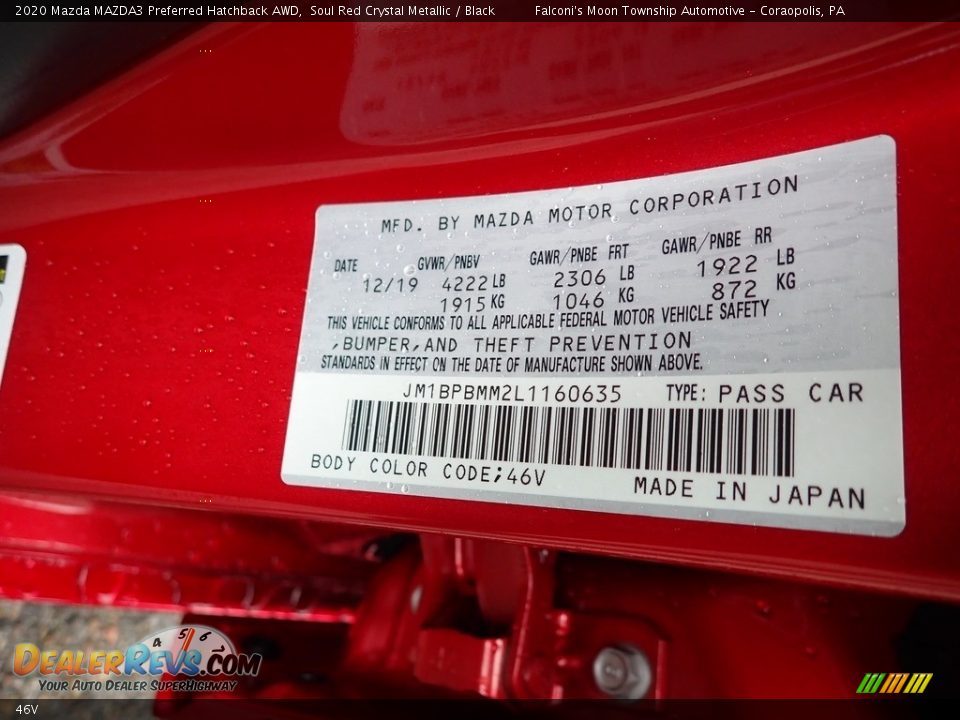 2020 Mazda MAZDA3 Preferred Hatchback AWD, Soul Red Crystal Metallic / Black Falconi's Moon Township Automotive - Coraopolis, PA
MFD. BY MAZDA MOTOR CORPORATION
DATE GVWR/PNBV GAWR/PNBE FRT GAWR/PNBE RR
12/19 4222 LB 2306 LB 1922 LB
1915 KG 1046 KG 872 KG
THIS VEHICLE CONFORMS TO ALL APPLICABLE FEDERAL MOTOR VEHICLE SAFETY
,BUMPER,AND THEFT PREVENTION
STANDARDS IN EFFECT ON THE DATE OF MANUFACTURE SHOWN ABOVE.
JM1BPBMM2L1160635 TYPE: PASS CAR
BODY COLOR CODE;46V
MADE IN JAPAN
4 5 6
DEALERREVS.COM
YOUR AUTO DEALER SUPERHIGHWAY
46V